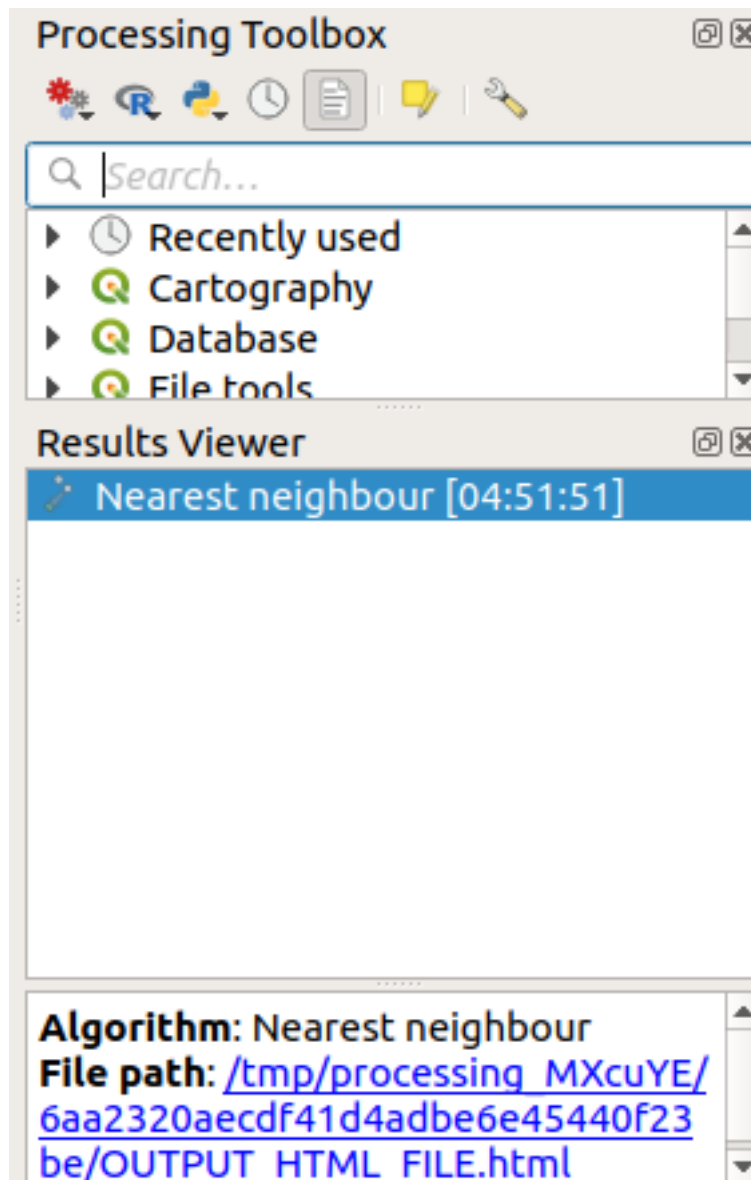 Processing Toolbox
Search...
Recently used
Cartography
Database
File tools
Results Viewer
Nearest neighbour [04:51:51]
Algorithm: Nearest neighbour
File path: /tmp/processing_MXcuYE/
6aa2320aecdf41d4adbe6e45440f23
be/OUTPUT_HTML_FILE.html